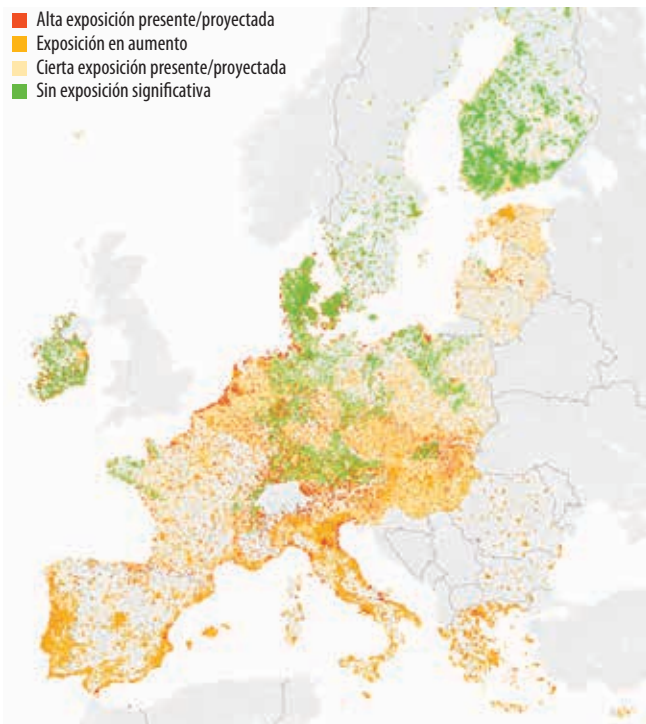 Alta exposición presente/proyectada
Exposición en aumento
Cierta exposición presente/proyectada
Sin exposición significativa